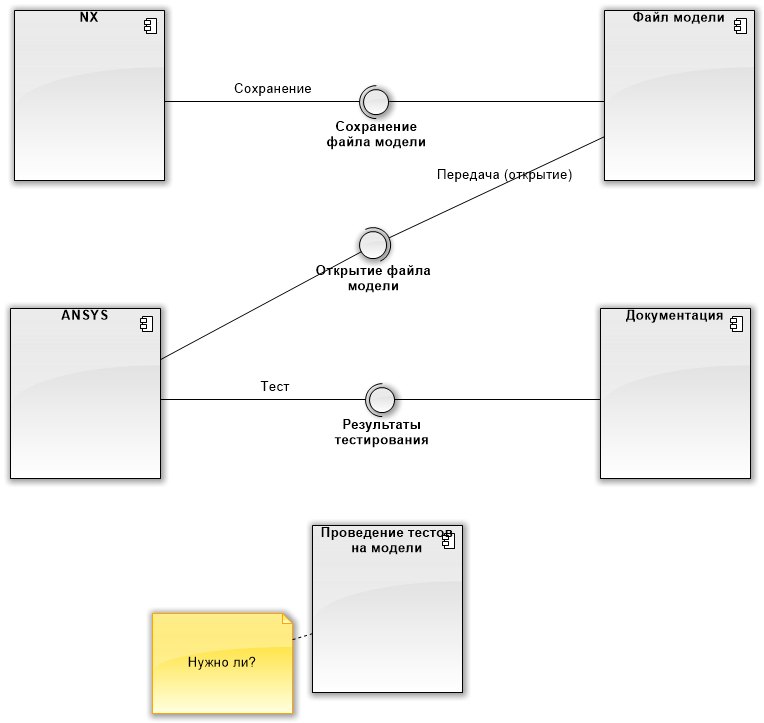 NX
Файл модели
Сохранение
Сохранение
файла модели
Передача (открытие)
Открытие файла
модели
ANSYS
Документация
Тест
Результаты
тестирования
Проведение тестов
на модели
Нужно ли?